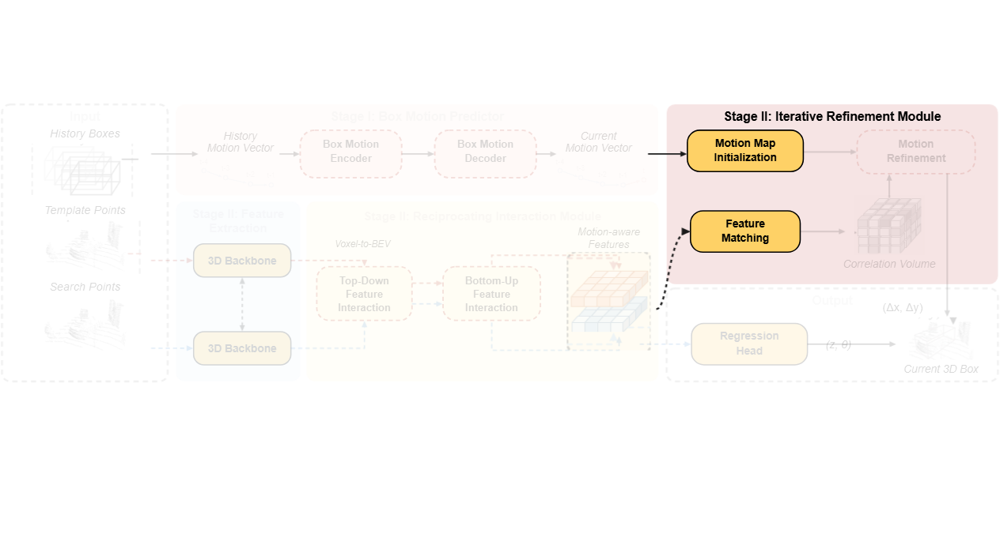 Input
History Boxes
Template Points
Search Points
Stage I: Box Motion Predictor
History
Motion Vector
Box Motion
Encoder
Box Motion
Decoder
Current
Motion Vector
Stage II: Feature
Extraction
3D Backbone
3D Backbone
Stage II: Reciprocating Interaction Module
Voxel-to-BEV
Top-Down
Feature
Interaction
Bottom-Up
Feature
Interaction
Motion-aware
Features
Stage II: Iterative Refinement Module
Motion Map
Initialization
Motion
Refinement
Feature
Matching
Correlation Volume
Output
(Δx, Δy)
Regression
Head
(z, θ)
Current 3D Box